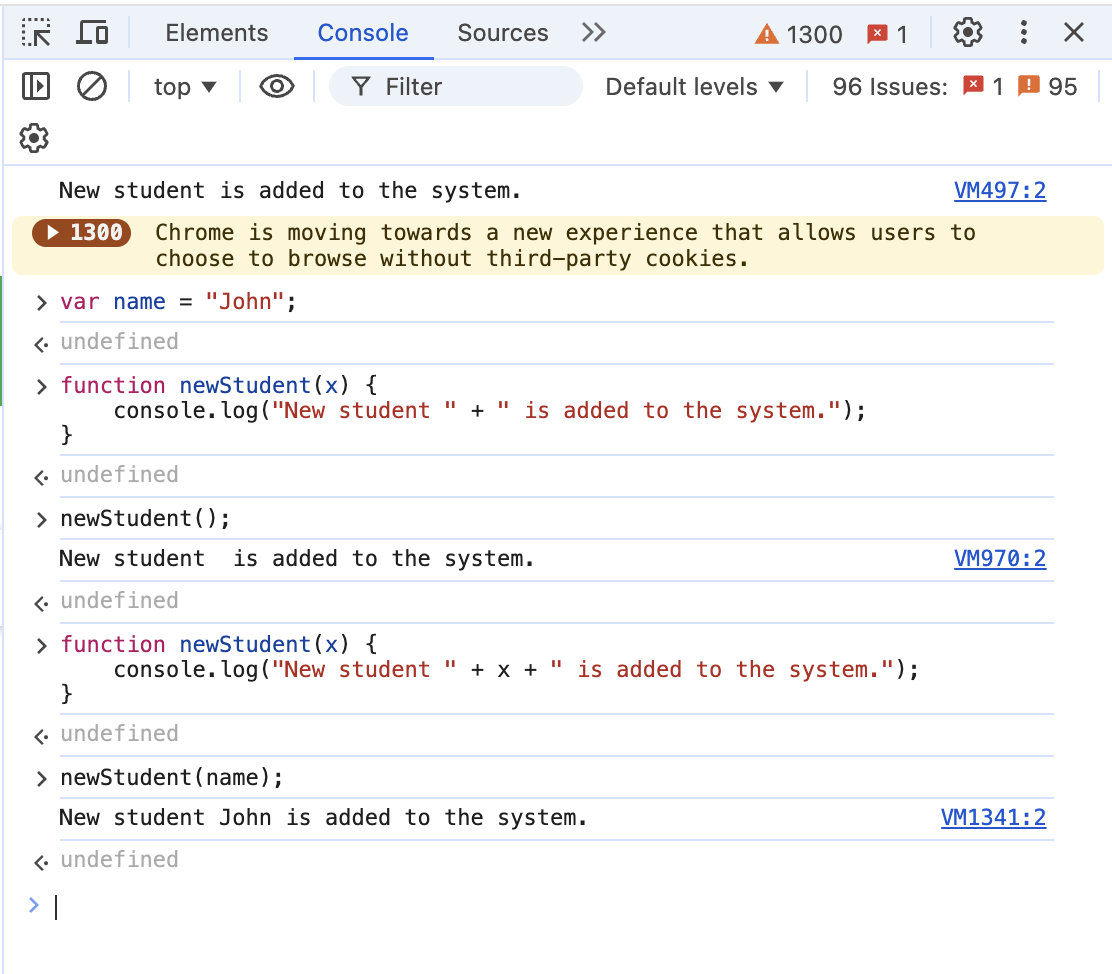 Elements Console Sources 1300 1
top Filter Default levels 96 Issues: 1 95
New student is added to the system. VM497:2
1300 Chrome is moving towards a new experience that allows users to
choose to browse without third-party cookies.
> var name = "John";
undefined
> function newStudent(x) {
    console.log("New student " + " is added to the system.");
}
undefined
> newStudent();
New student  is added to the system. VM970:2
undefined
> function newStudent(x) {
    console.log("New student " + x + " is added to the system.");
}
undefined
> newStudent(name);
New student John is added to the system. VM1341:2
undefined
>